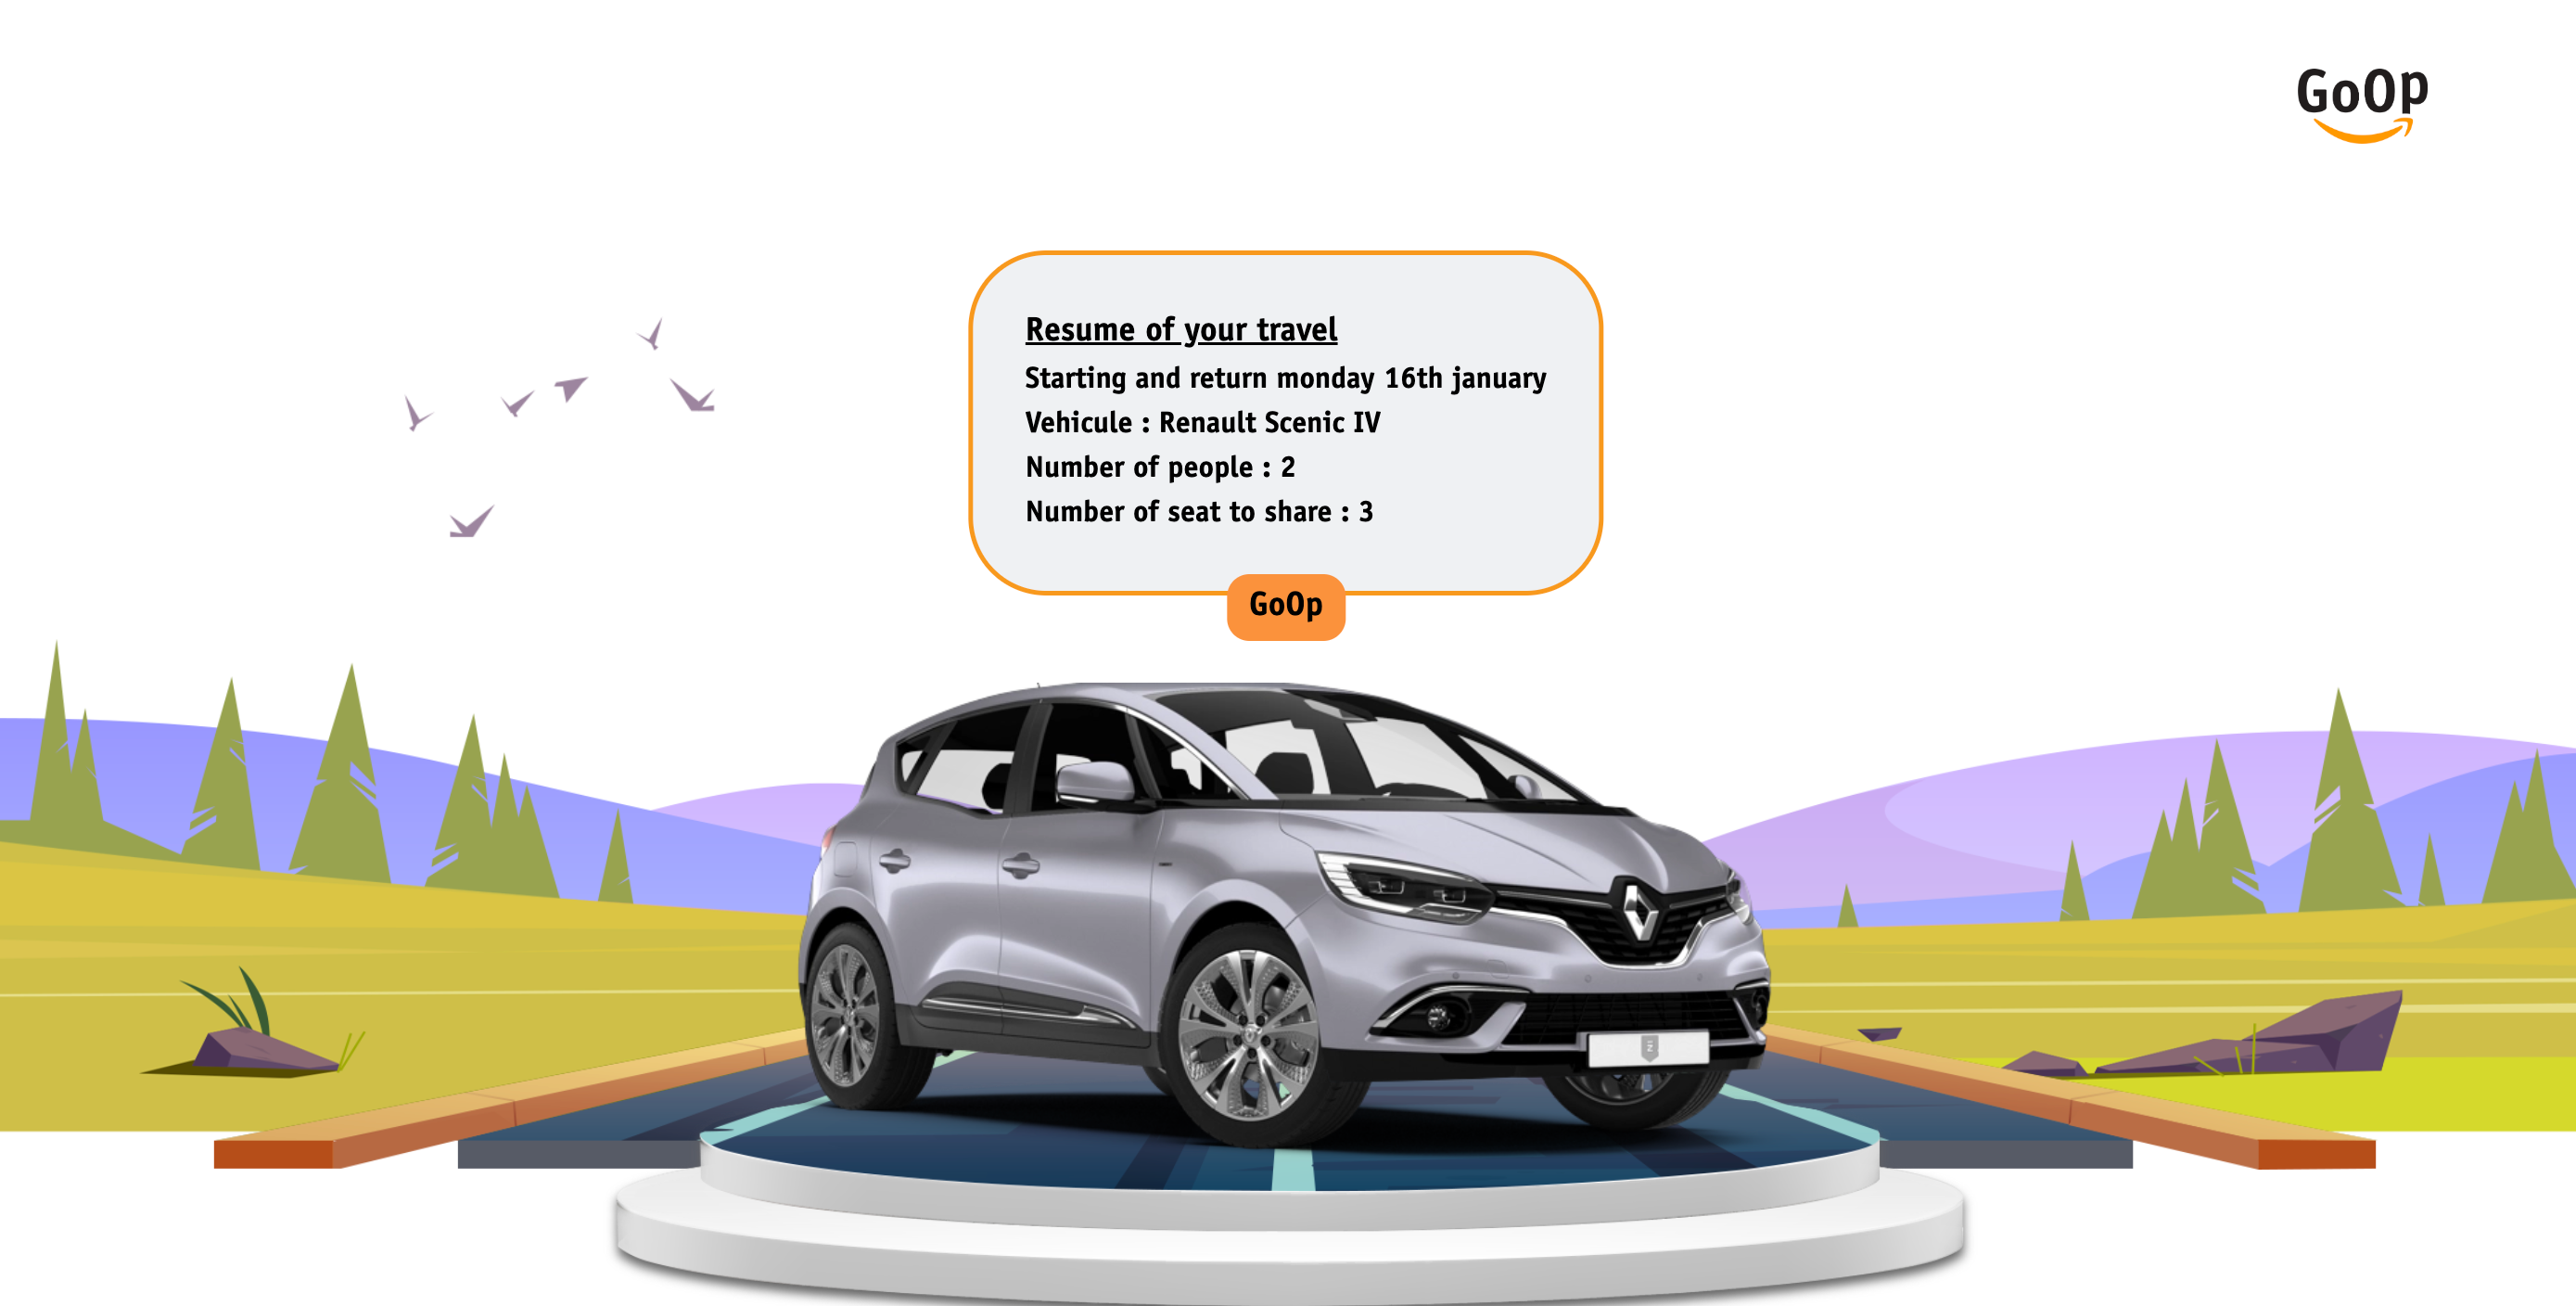 GoOp
Resume of your travel
Starting and return monday 16th january
Vehicule : Renault Scenic IV
Number of people : 2
Number of seat to share : 3
GoOp